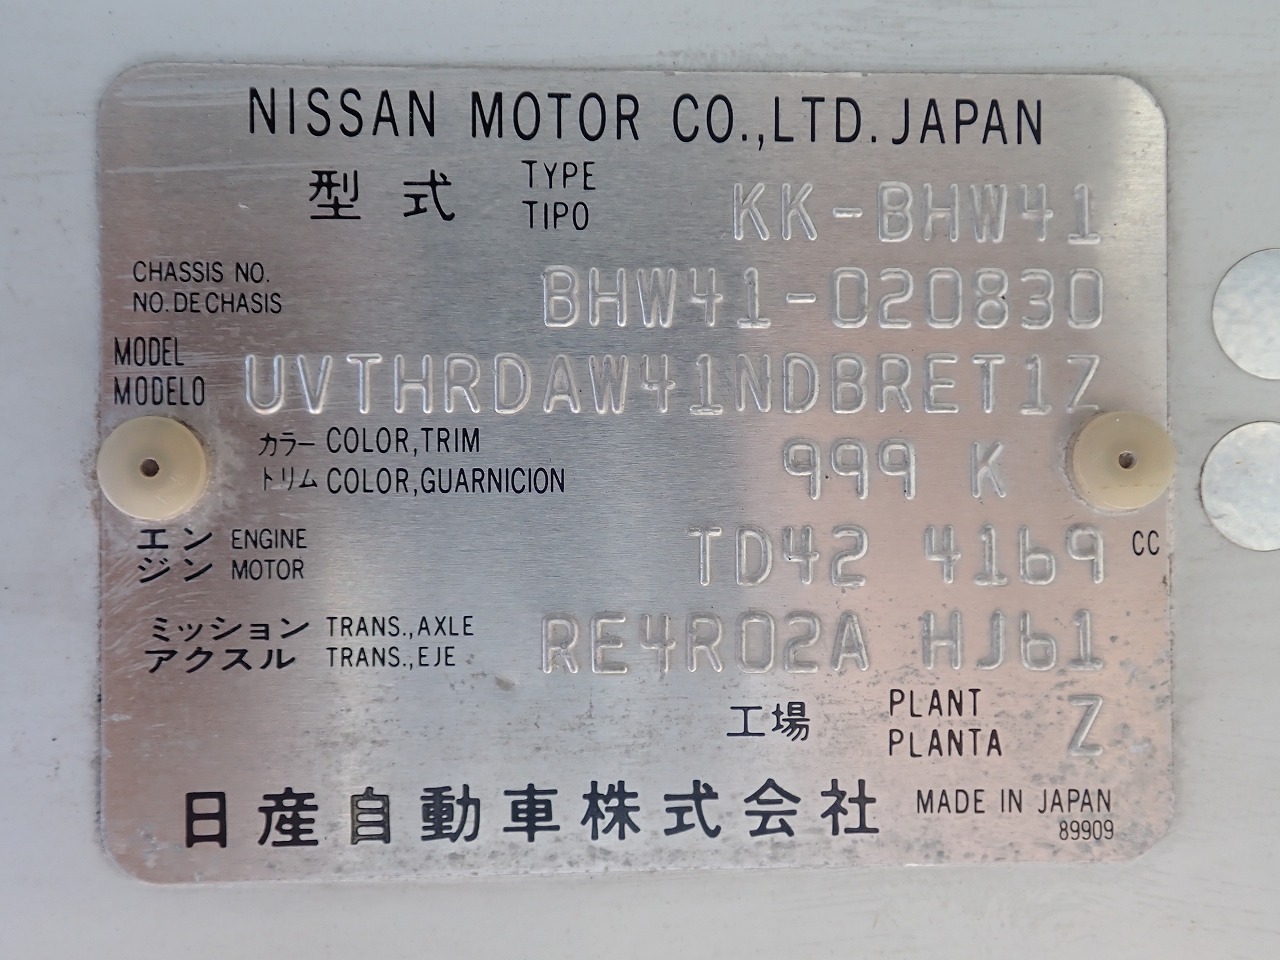 NISSAN MOTOR CO.,LTD. JAPAN
型式 TYPE TIPO KK-BHW41
CHASSIS NO. NO. DE CHASIS BHW41-020830
MODEL MODELO UVTHRDAW41NDBRET1Z
カラー COLOR,TRIM
トリム COLOR,GUARNICION 999 K
エンジン ENGINE MOTOR TD42 4169 CC
ミッション TRANS.,AXLE
アクスル TRANS.,EJE RE4R02A HJ61
工場 PLANT PLANTA Z
日産自動車株式会社 MADE IN JAPAN
89909